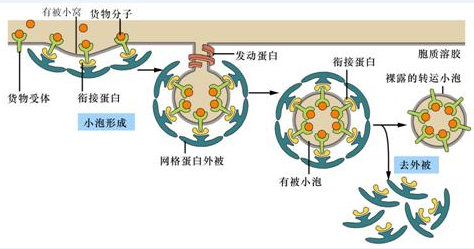 有被小窝
货物分子
发动蛋白
衔接蛋白
胞质溶胶
裸露的转运小泡
货物受体
衔接蛋白
小泡形成
网格蛋白外被
有被小泡
去外被